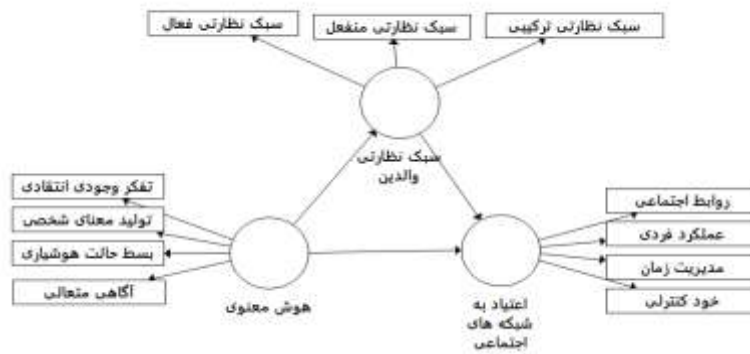 سبک نظارتی ترکیبی
سبک نظارتی منفعل
سبک نظارتی فعال
سبک نظارتی
والدین
تفکر وجودی انتقادی
تولید معنای شخصی
بسط حالت هوشیاری
آگاهی متعالی
هوش معنوی
روابط اجتماعی
عملکرد فردی
مدیریت زمان
خود کنترلی
اعتیاد به
شبکه های
اجتماعی